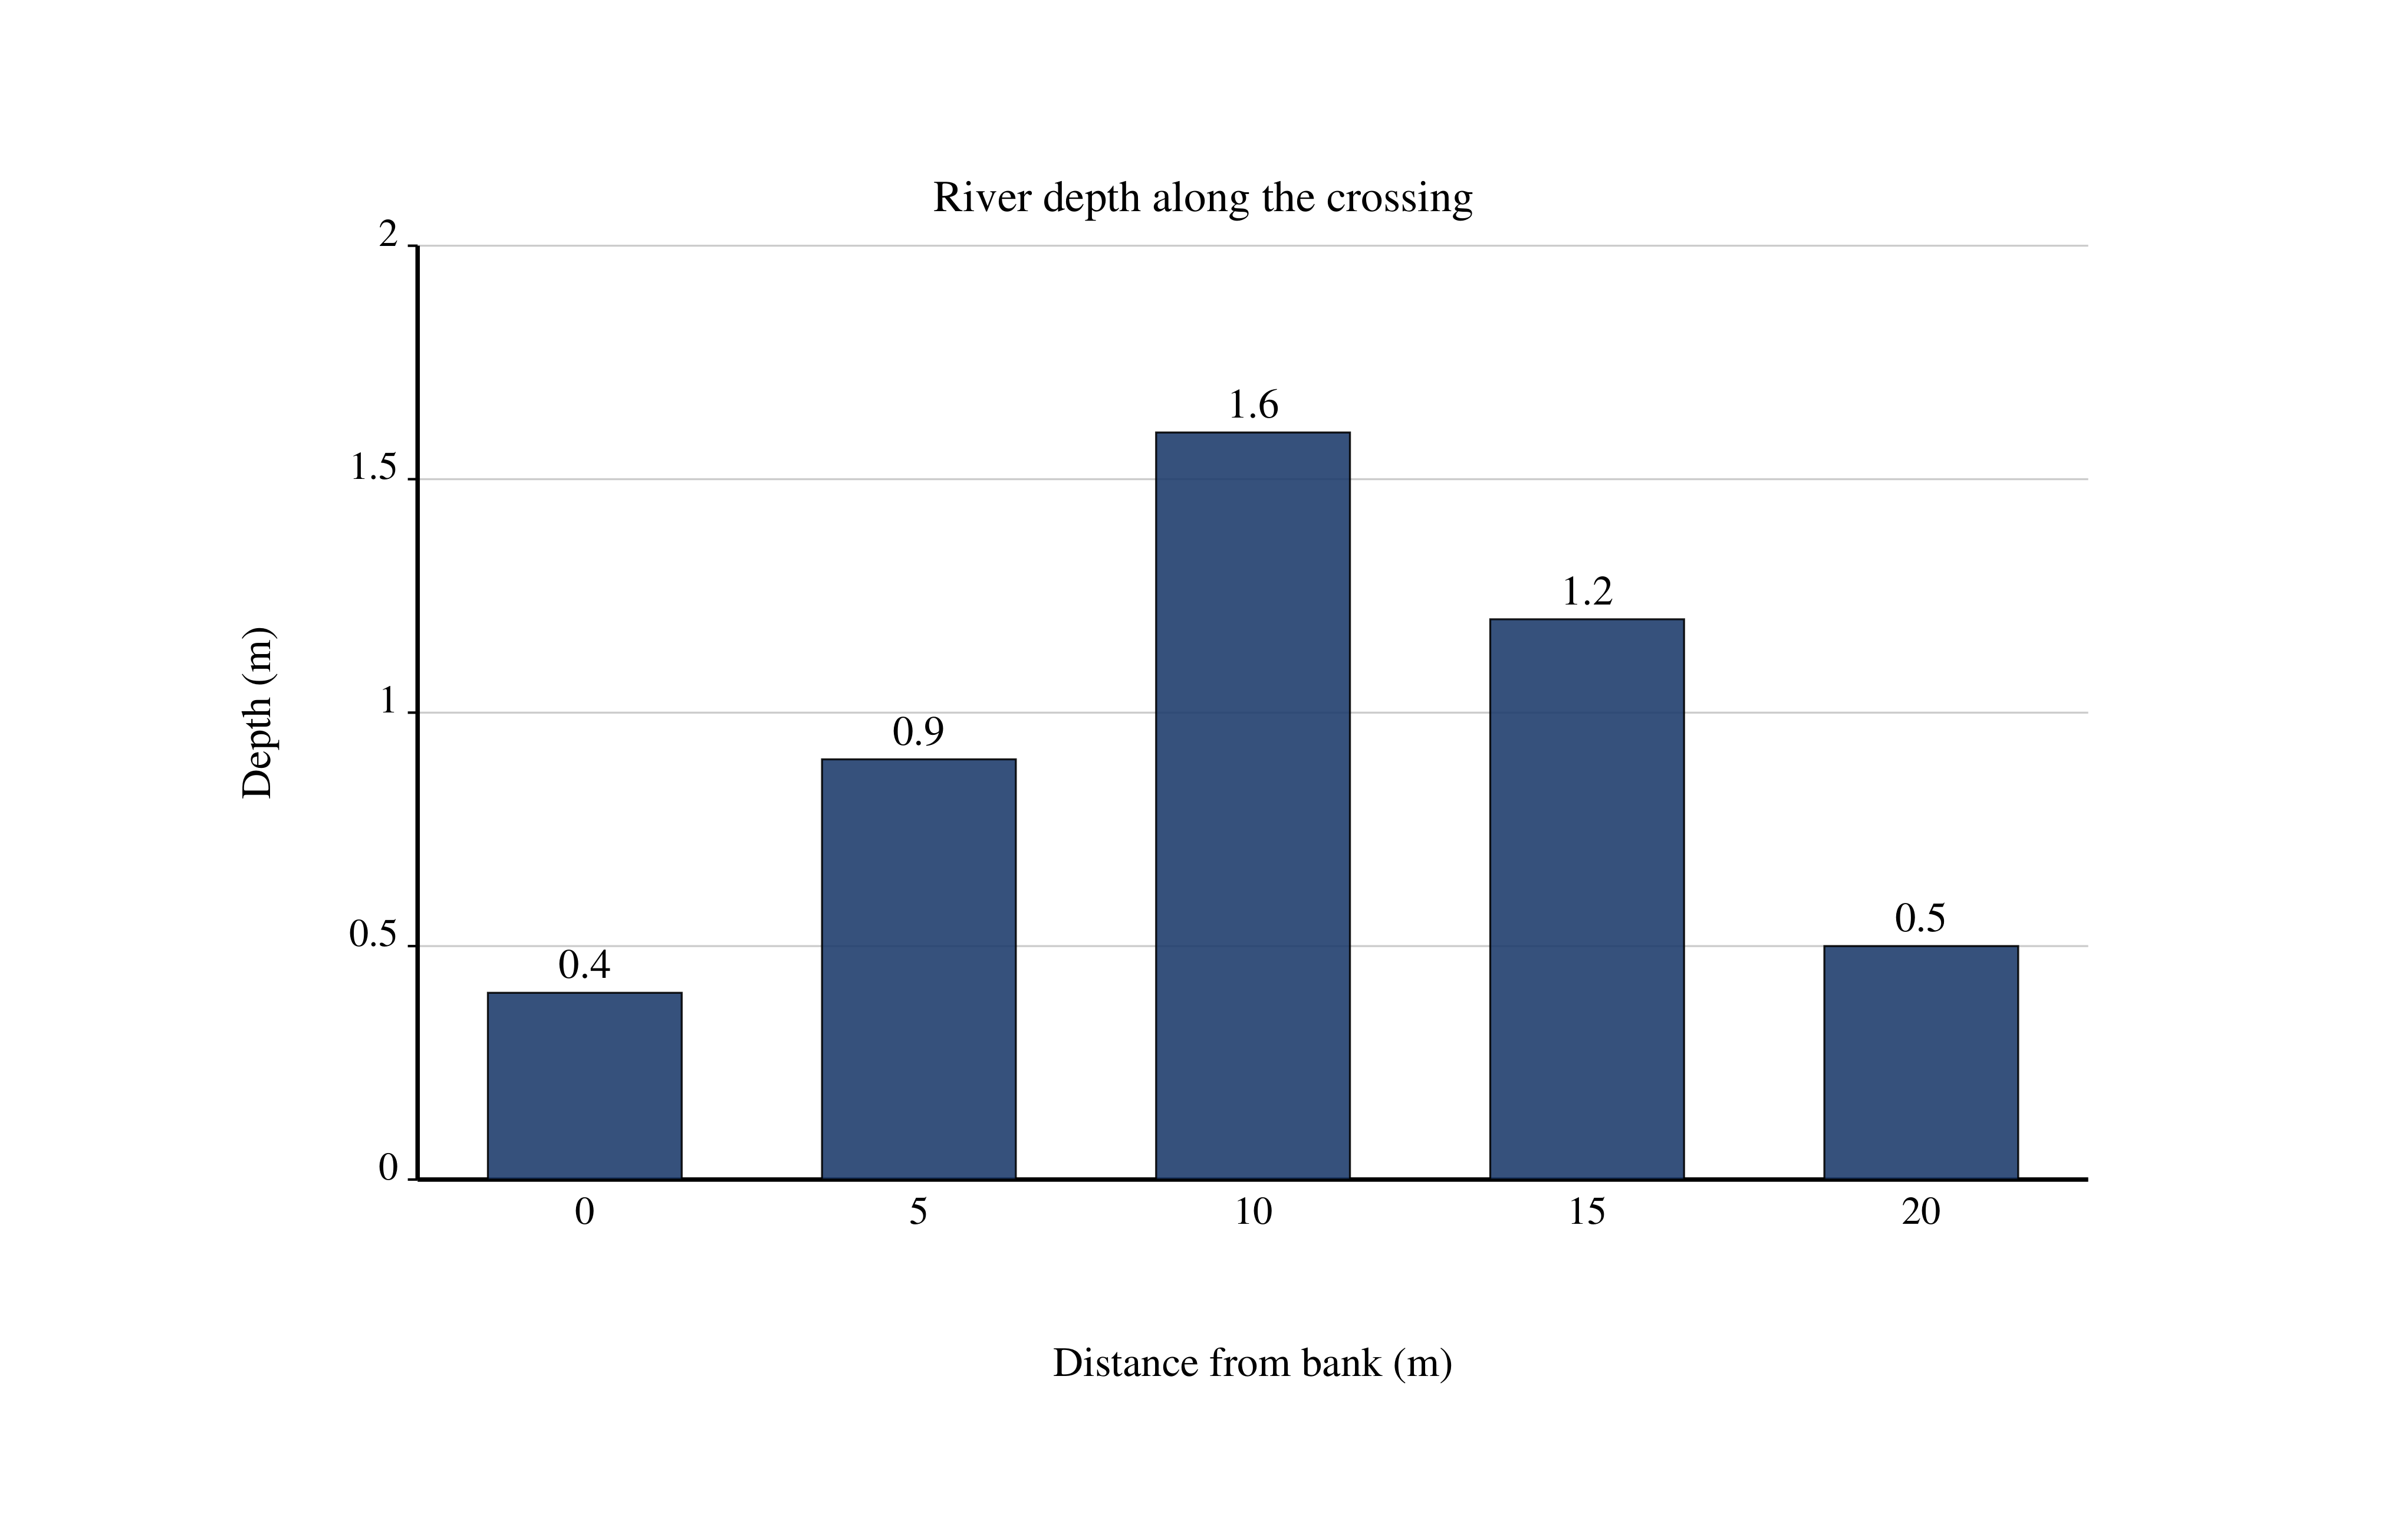 River depth along the crossing
2
1.5
1
0.5
0
Depth (m)
0.4
0.9
1.6
1.2
0.5
0 5 10 15 20
Distance from bank (m)